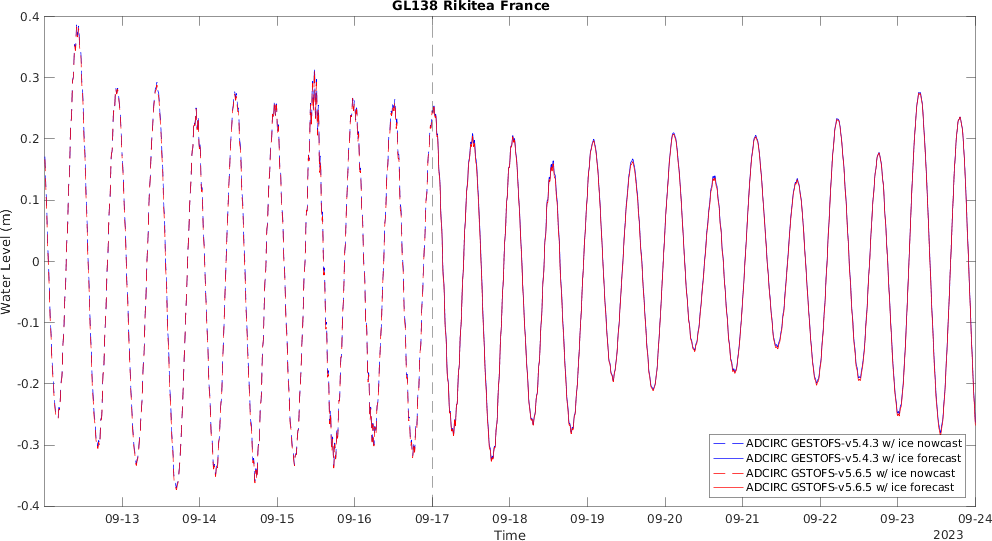 GL138 Rikitea France
Water Level (m)
0.4
0.3
0.2
0.1
0
-0.1
-0.2
-0.3
-0.4
ADCIRC GESTOFS-v5.4.3 w/ ice nowcast
ADCIRC GESTOFS-v5.4.3 w/ ice forecast
ADCIRC GSTOFS-v5.6.5 w/ ice nowcast
ADCIRC GSTOFS-v5.6.5 w/ ice forecast
09-13 09-14 09-15 09-16 09-17 09-18 09-19 09-20 09-21 09-22 09-23 09-24
Time
2023